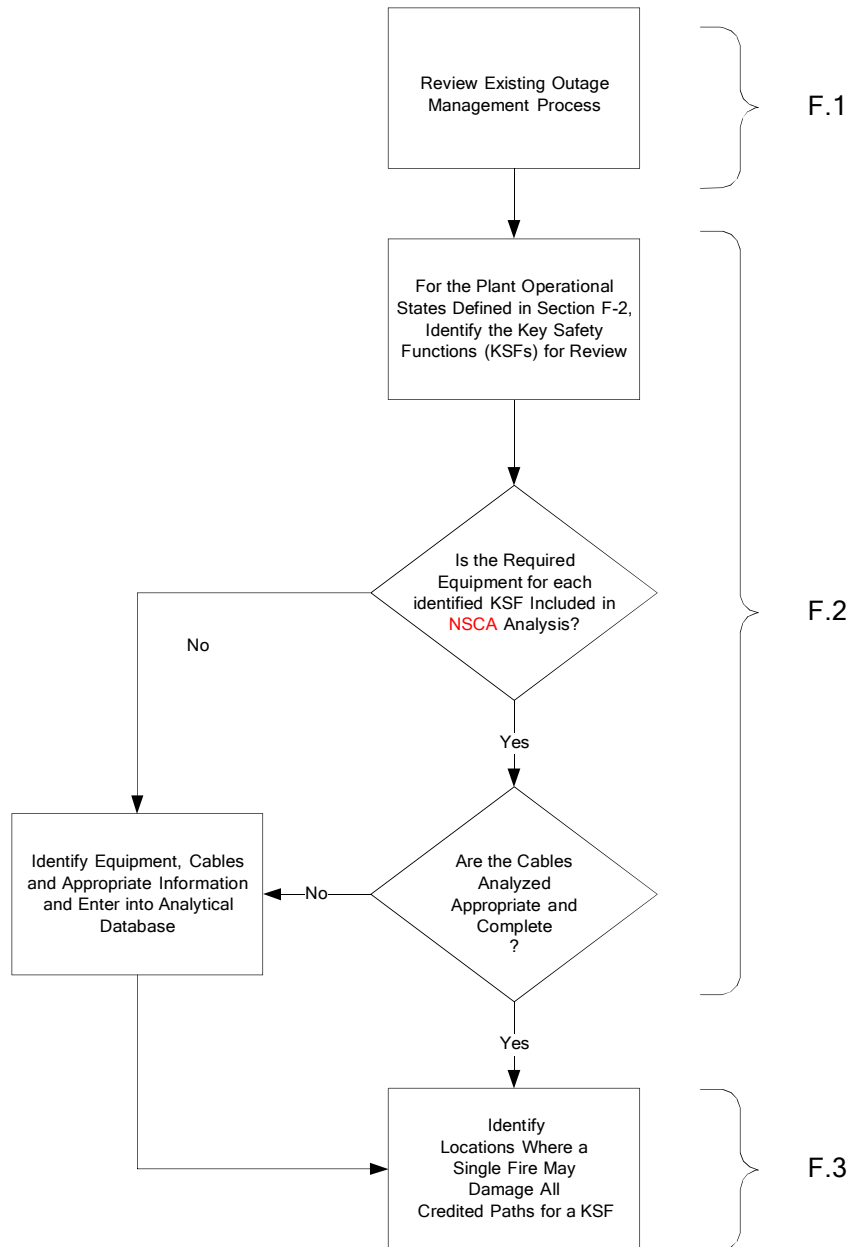 Review Existing Outage
Management Process
F.1
For the Plant Operational
States Defined in Section F-2,
Identify the Key Safety
Functions (KSFs) for Review
Is the Required
Equipment for each
identified KSF Included in
NSCA Analysis?
F.2
No
Yes
Identify Equipment, Cables
and Appropriate Information
and Enter into Analytical
Database
No
Are the Cables
Analyzed
Appropriate and
Complete
?
Yes
Identify
Locations Where a
Single Fire May
Damage All
Credited Paths for a KSF
F.3